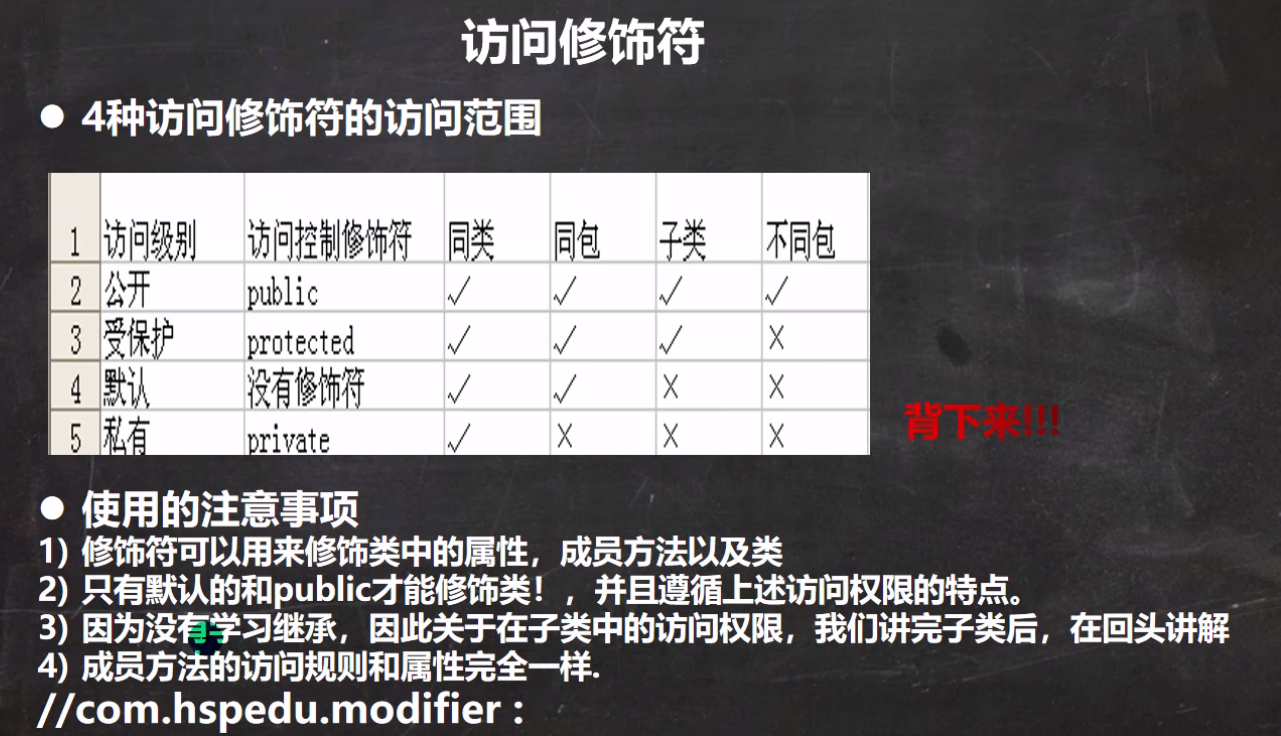 访问修饰符
● 4种访问修饰符的访问范围
1 访问级别 访问控制修饰符 同类 同包 子类 不同包
2 公开 public ✓ ✓ ✓ ✓
3 受保护 protected ✓ ✓ ✓ X
4 默认 没有修饰符 ✓ ✓ X X
5 私有 private ✓ X X X
背下来!!!
● 使用的注意事项
1) 修饰符可以用来修饰类中的属性，成员方法以及类
2) 只有默认的和public才能修饰类！，并且遵循上述访问权限的特点。
3) 因为没有学习继承，因此关于在子类中的访问权限，我们讲完子类后，在回头讲解
4) 成员方法的访问规则和属性完全一样.
//com.hspedu.modifier :